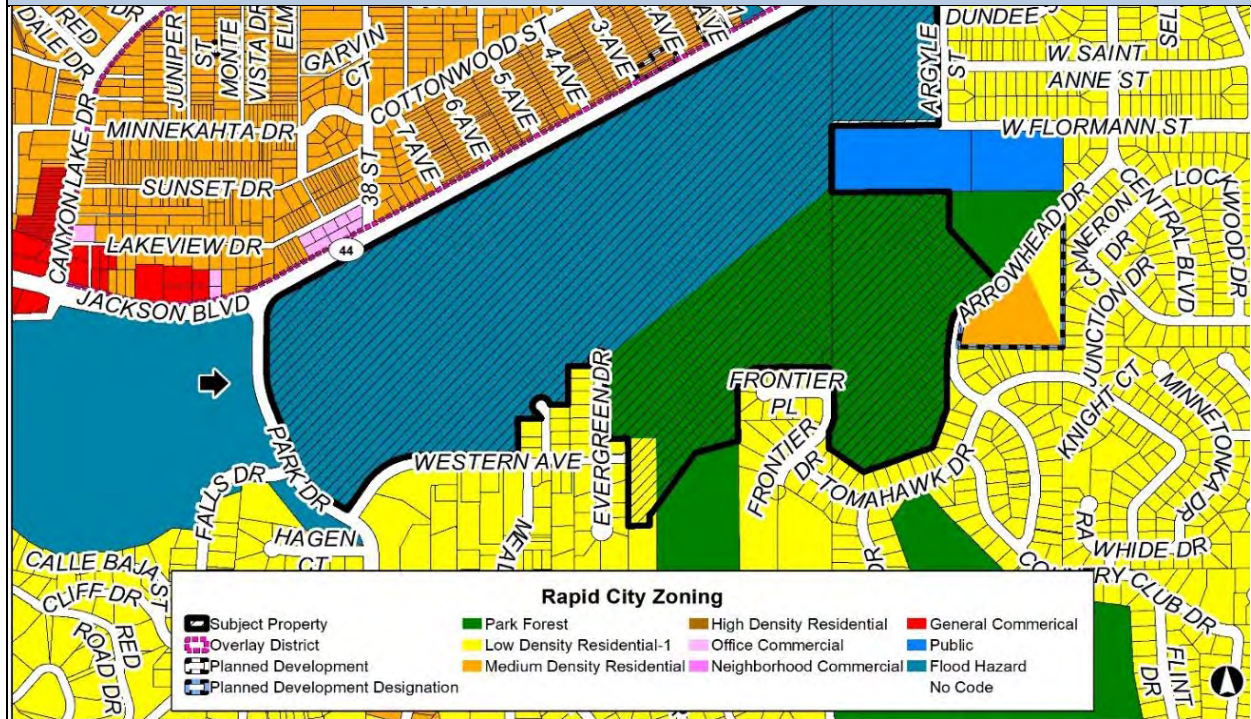 RED
DALE DR
DR
JUNIPER
ST
MONTE
VISTA DR
ELM
GARVIN
CT
COTTONWOOD ST
3 AVE
AVE
4 AVE
5 AVE
6 AVE
7 AVE
38 ST
CANYON LAKE DR
MINNEKAHTA DR
SUNSET DR
LAKEVIEW DR
JACKSON BLVD
44
ARGYLE
ST
DUNDEE
W SAINT
ANNE ST
W FLORMANN ST
ARROWHEAD DR
CAMERON
DR
CENTRAL BLVD
LOCKWOOD DR
JUNCTION DR
KNIGHT CT
MINNETONKA DR
FRONTIER
PL
FRONTIER
DR
TOMAHAWK DR
EVERGREEN DR
WESTERN AVE
PARK DR
FALLS DR
HAGEN
CT
MEAD
DR
RA
WHIDE DR
COUNTRY CLUB DR
FLINT
DR
CALLE BAJA ST
CLIFF DR
RED
ROAD DR
Rapid City Zoning
Subject Property
Overlay District
Planned Development
Planned Development Designation
Park Forest
Low Density Residential-1
Medium Density Residential
High Density Residential
Office Commercial
Neighborhood Commercial
General Commerical
Public
Flood Hazard
No Code